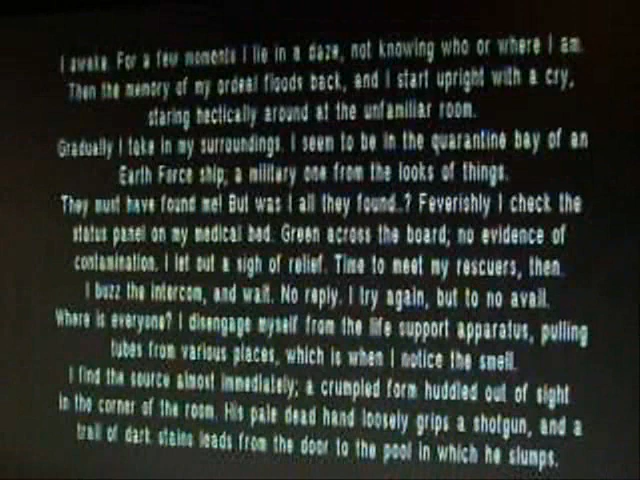 I awake. For a few moments I lie in a daze, not knowing who or where I am.
Then the memory of my ordeal floods back, and I start upright with a cry,
staring hectically around at the unfamiliar room.
Gradually I take in my surroundings. I seem to be in the quarantine bay of an
Earth Force ship, a military one from the looks of things.
They must have found me! But was I all they found..? Feverishly I check the
status panel on my medical bed. Green across the board; no evidence of
contamination. I let out a sigh of relief. Time to meet my rescuers, then.
I buzz the intercom, and wait. No reply. I try again, but to no avail.
Where is everyone? I disengage myself from the life support apparatus, pulling
tubes from various places, which is when I notice the smell.
I find the source almost immediately; a crumpled form huddled out of sight
in the corner of the room. His pale dead hand loosely grips a shotgun, and a
trail of dark stains leads from the door to the pool in which he slumps.